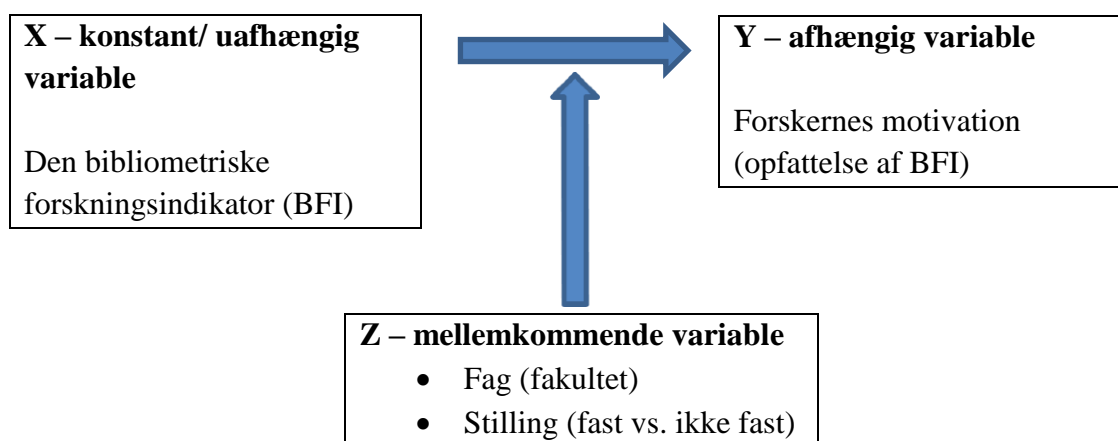 X – konstant/ uafhængig
variable
Den bibliometriske
forskningsindikator (BFI)
Y – afhængig variable
Forskernes motivation
(opfattelse af BFI)
Z – mellemkommende variable
• Fag (fakultet)
• Stilling (fast vs. ikke fast)